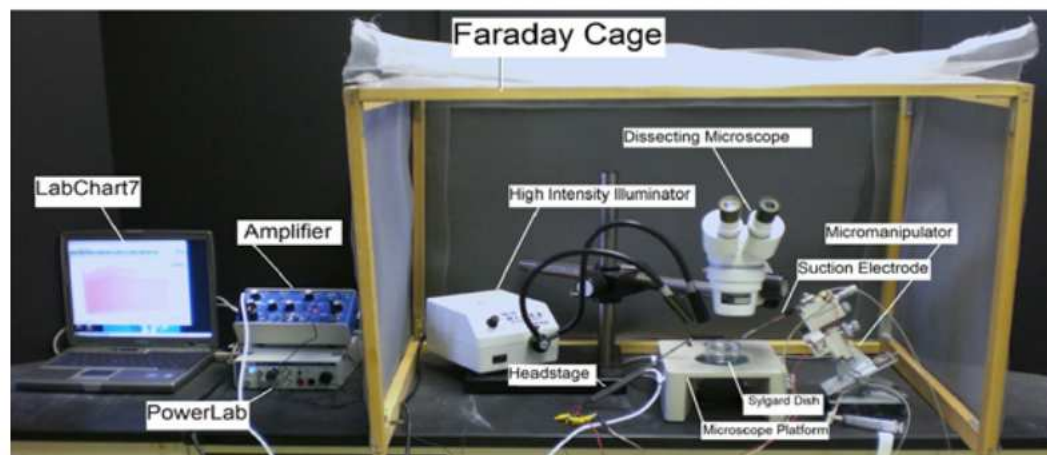 Faraday Cage
Dissecting Microscope
LabChart7
High Intensity Illuminator
Amplifier
Micromanipulator
Suction Electrode
Headstage
Sylgard Dish
PowerLab
Microscope Platform